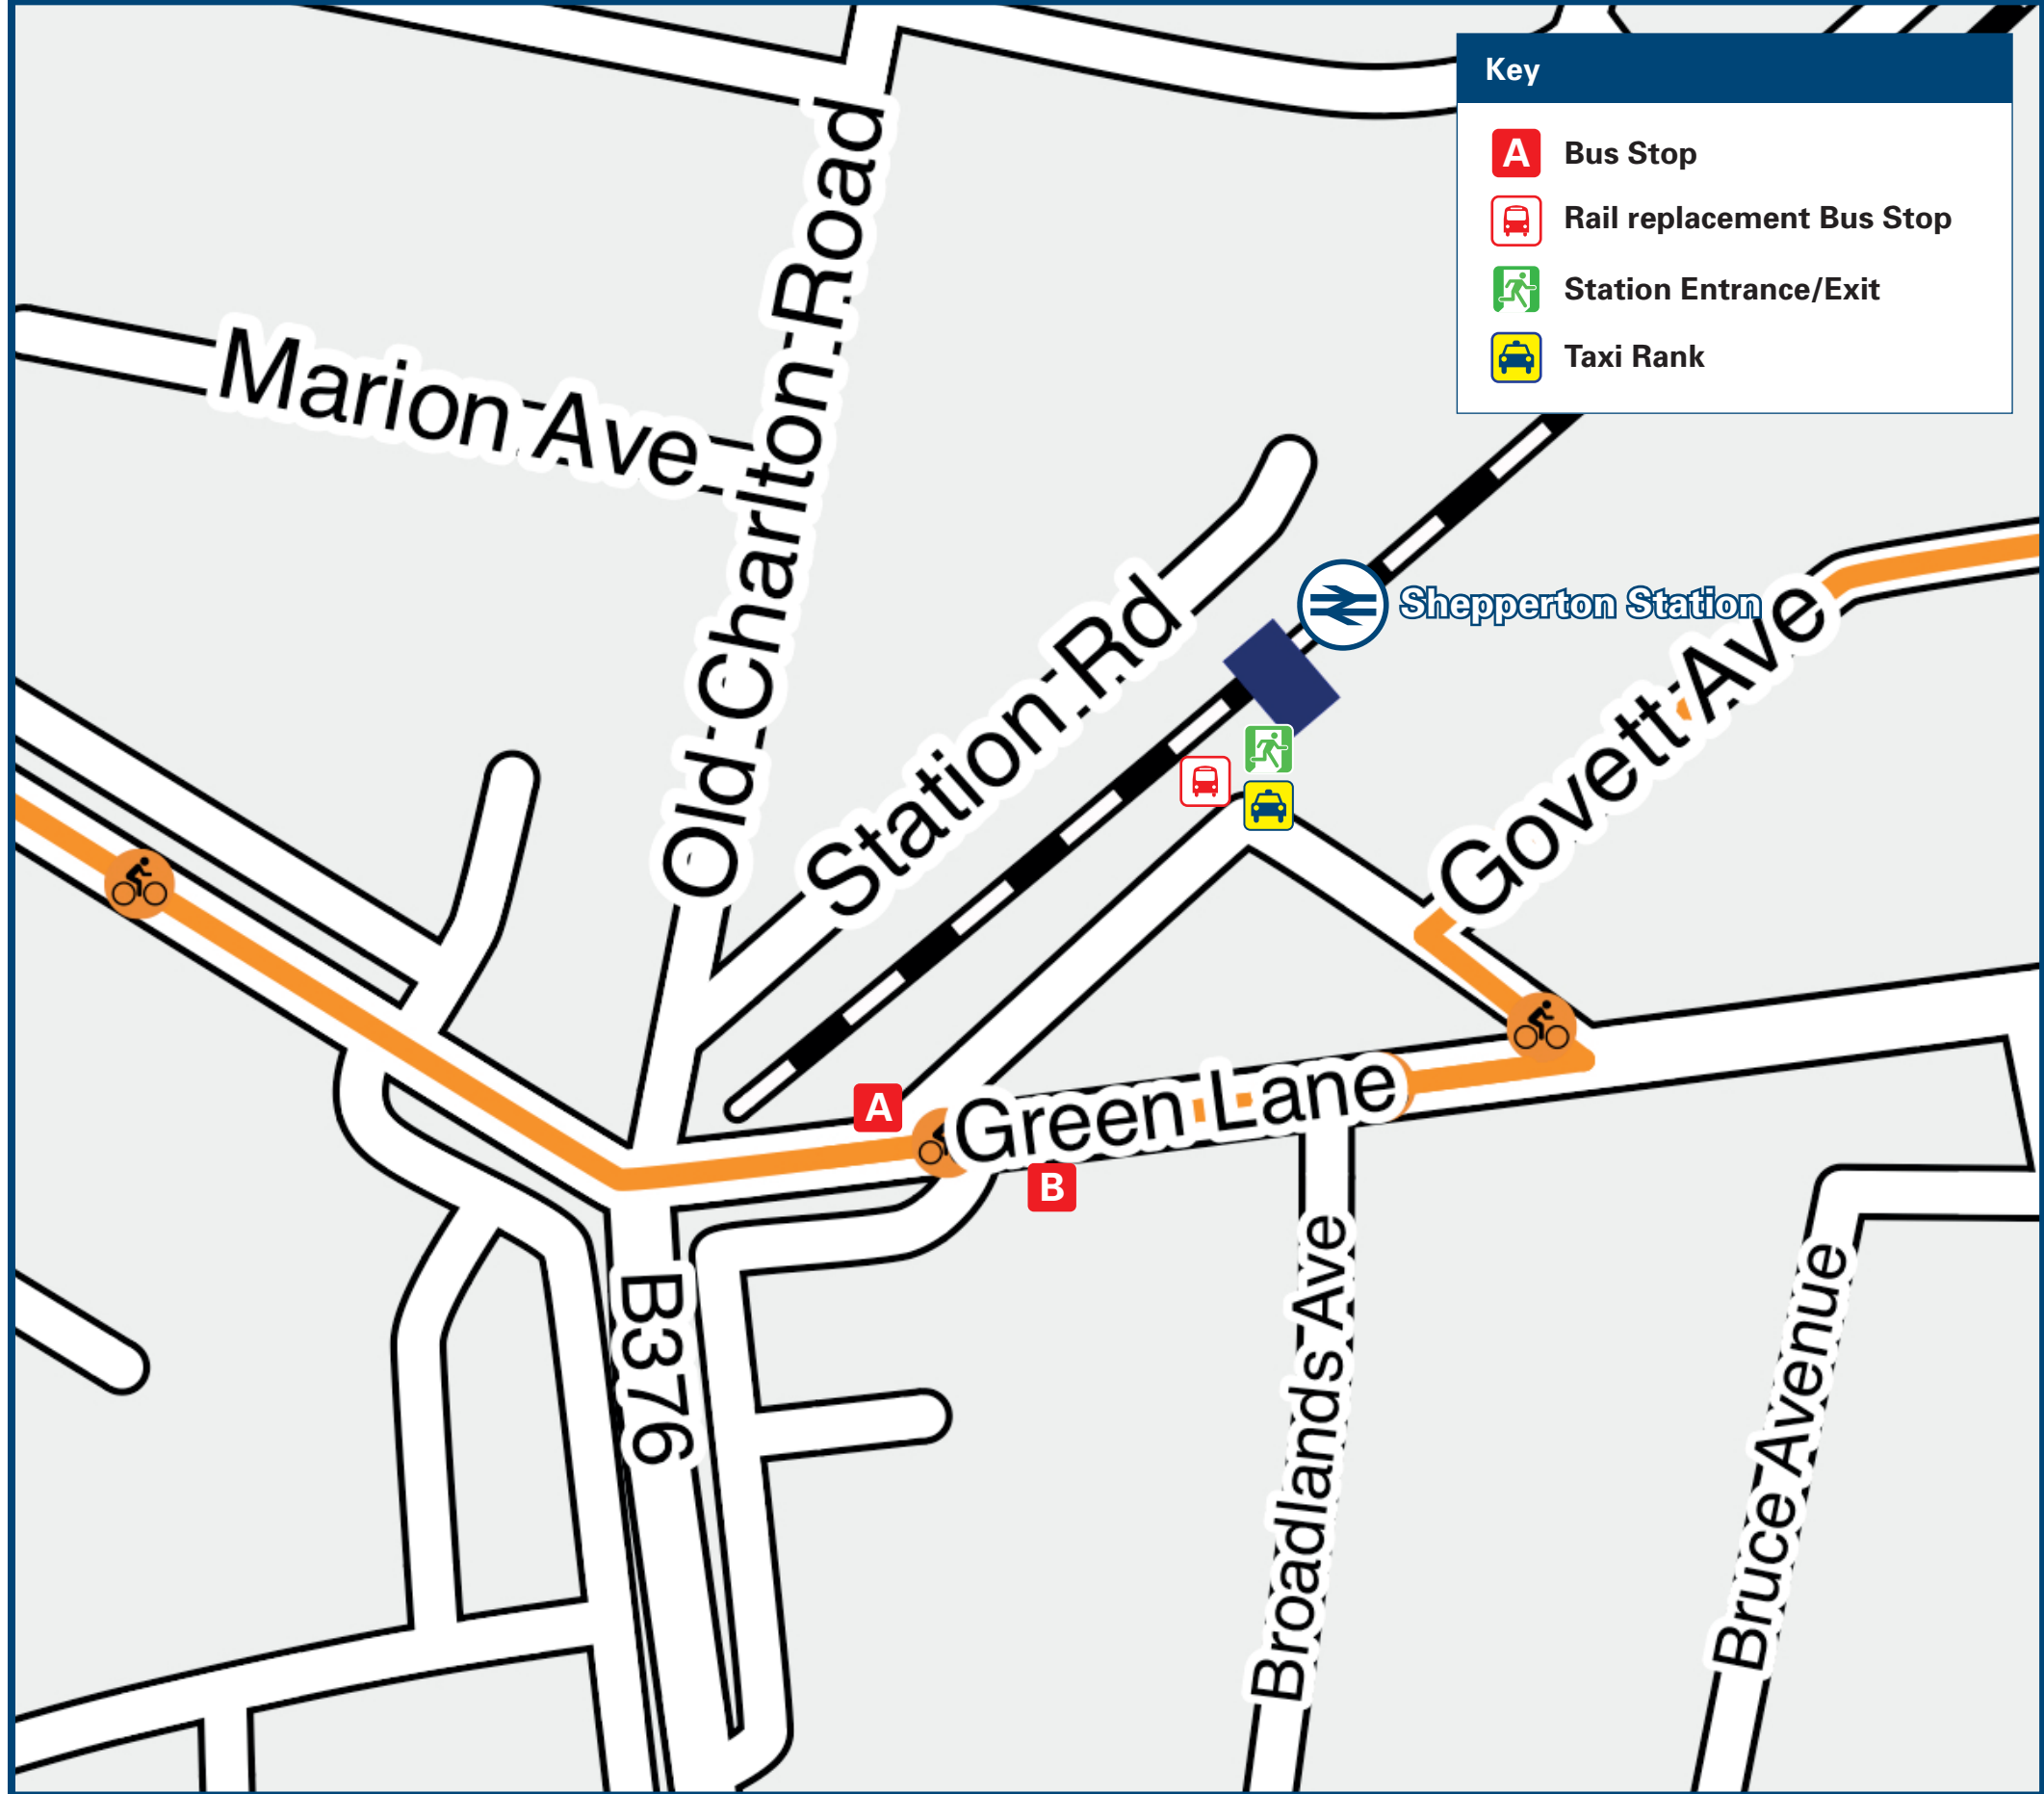 Key
A Bus Stop
Rail replacement Bus Stop
Station Entrance/Exit
Taxi Rank
Old Charlton Road
Marion Ave
Station Rd
Shepperton Station
Govett Ave
A
Green Lane
B
B376
Broadlands Ave
Bruce Avenue